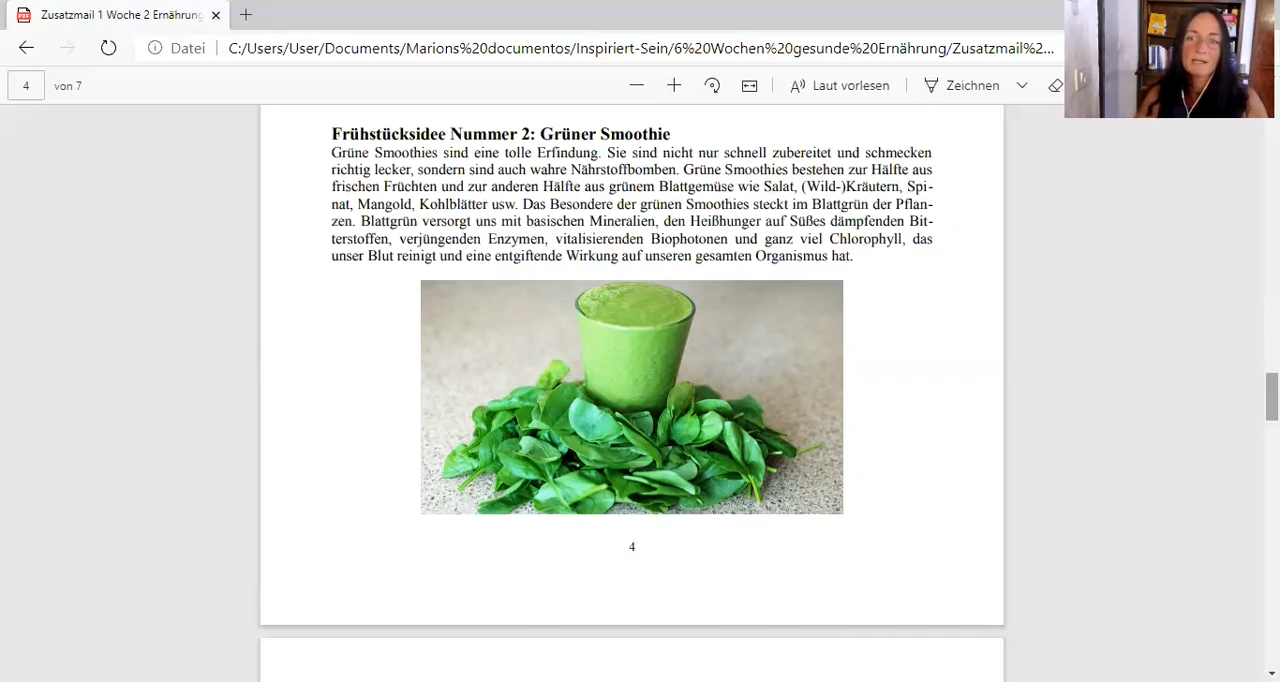 Zusatzmail 1 Woche 2 Ernährung
Datei
C:/Users/User/Documents/Marions%20documentos/Inspiriert-Sein/6%20Wochen%20gesunde%20Ernährung/Zusatzmail%2...
4 von 7
Laut vorlesen
Zeichnen
Frühstücksidee Nummer 2: Grüner Smoothie
Grüne Smoothies sind eine tolle Erfindung. Sie sind nicht nur schnell zubereitet und schmecken
richtig lecker, sondern sind auch wahre Nährstoffbomben. Grüne Smoothies bestehen zur Hälfte aus
frischen Früchten und zur anderen Hälfte aus grünem Blattgemüse wie Salat, (Wild-)Kräutern, Spi-
nat, Mangold, Kohlblätter usw. Das Besondere der grünen Smoothies steckt im Blattgrün der Pflan-
zen. Blattgrün versorgt uns mit basischen Mineralien, den Heißhunger auf Süßes dämpfenden Bit-
terstoffen, verjüngenden Enzymen, vitalisierenden Biophotonen und ganz viel Chlorophyll, das
unser Blut reinigt und eine entgiftende Wirkung auf unseren gesamten Organismus hat.
4